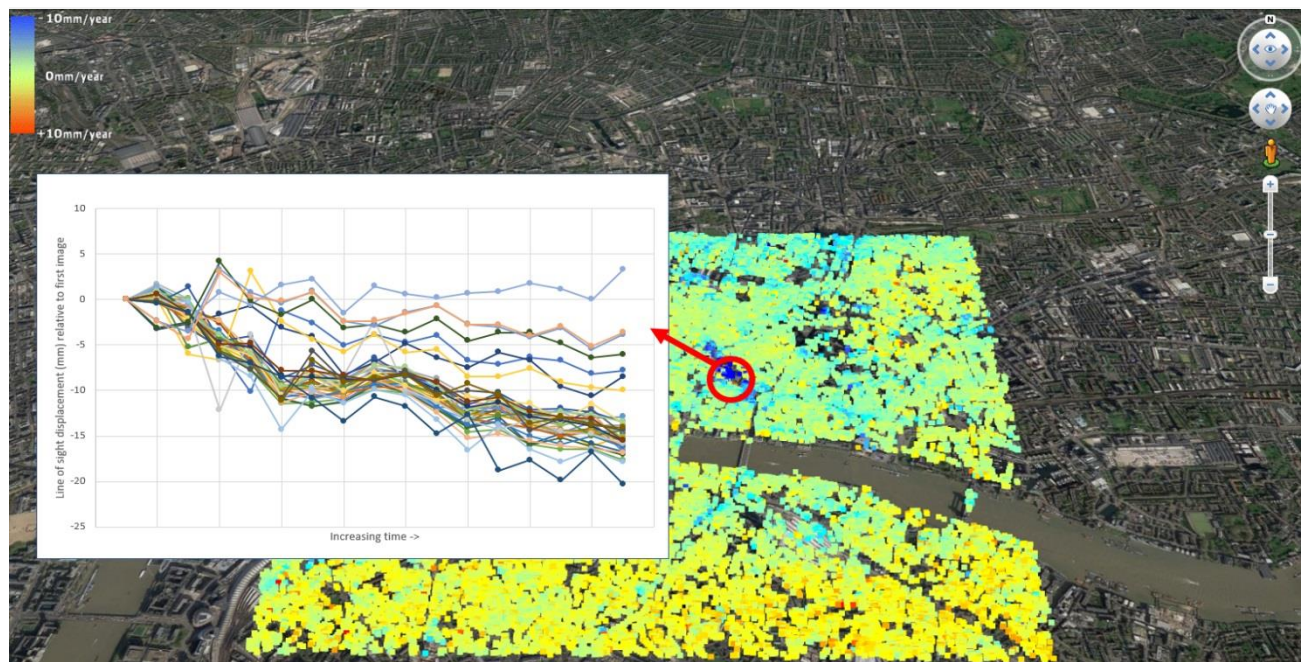 - 10mm/year
0mm/year
+10mm/year
N
10
5
0
-5
-10
-15
-20
-25
Line of sight displacement (mm) relative to first image
Increasing time ->